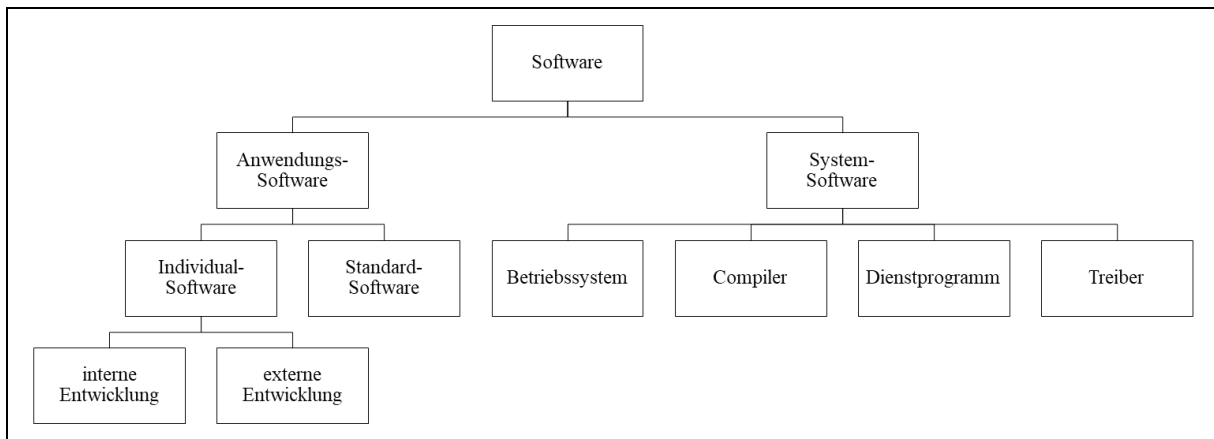 Software
Anwendungs-
Software
System-
Software
Individual-
Software
Standard-
Software
Betriebssystem
Compiler
Dienstprogramm
Treiber
interne
Entwicklung
externe
Entwicklung